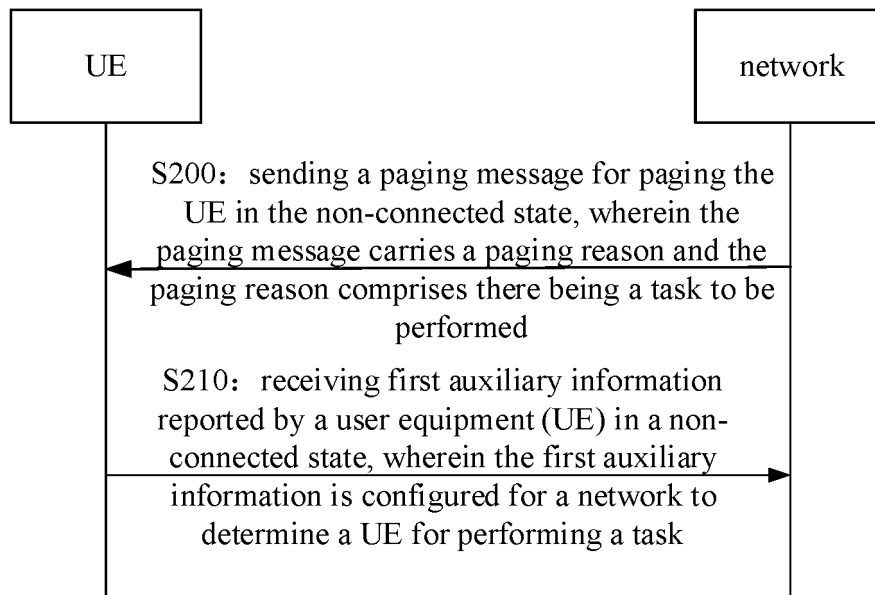 UE
network
S200：sending a paging message for paging the
UE in the non-connected state, wherein the
paging message carries a paging reason and the
paging reason comprises there being a task to be
performed
S210：receiving first auxiliary information
reported by a user equipment (UE) in a non-
connected state, wherein the first auxiliary
information is configured for a network to
determine a UE for performing a task